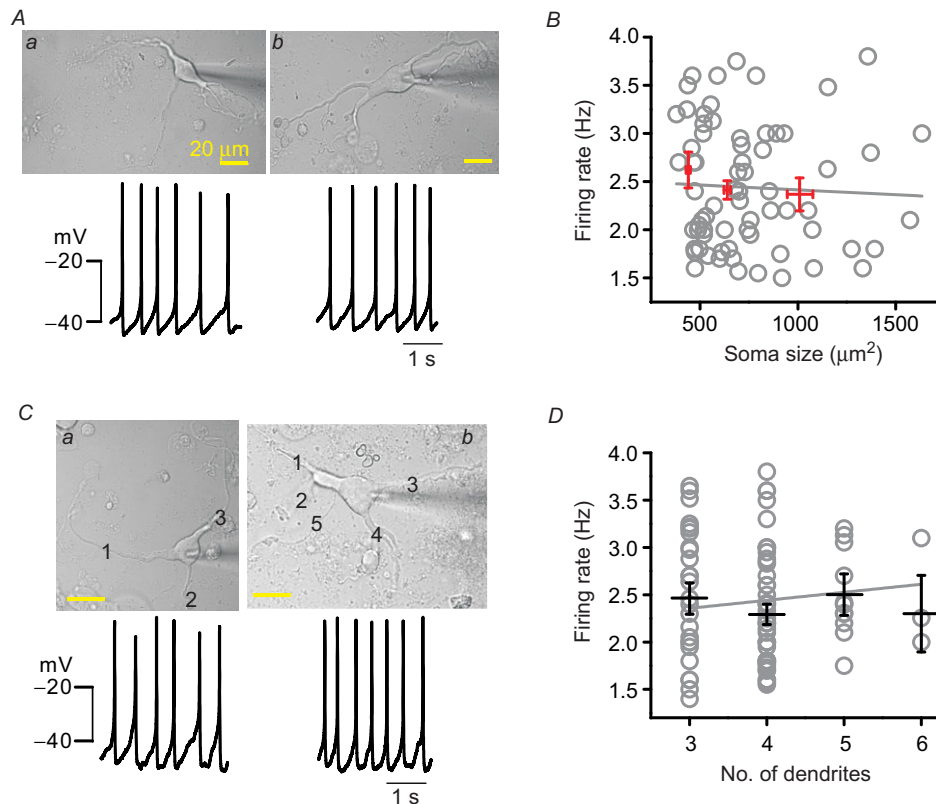 A
a
b
20 μm
mV
−20
−40
1 s
B
Firing rate (Hz)
4.0
3.5
3.0
2.5
2.0
1.5
500
1000
1500
Soma size (μm²)
C
a
1
2
3
b
1
2
3
4
5
mV
−20
−40
1 s
D
Firing rate (Hz)
4.0
3.5
3.0
2.5
2.0
1.5
3
4
5
6
No. of dendrites